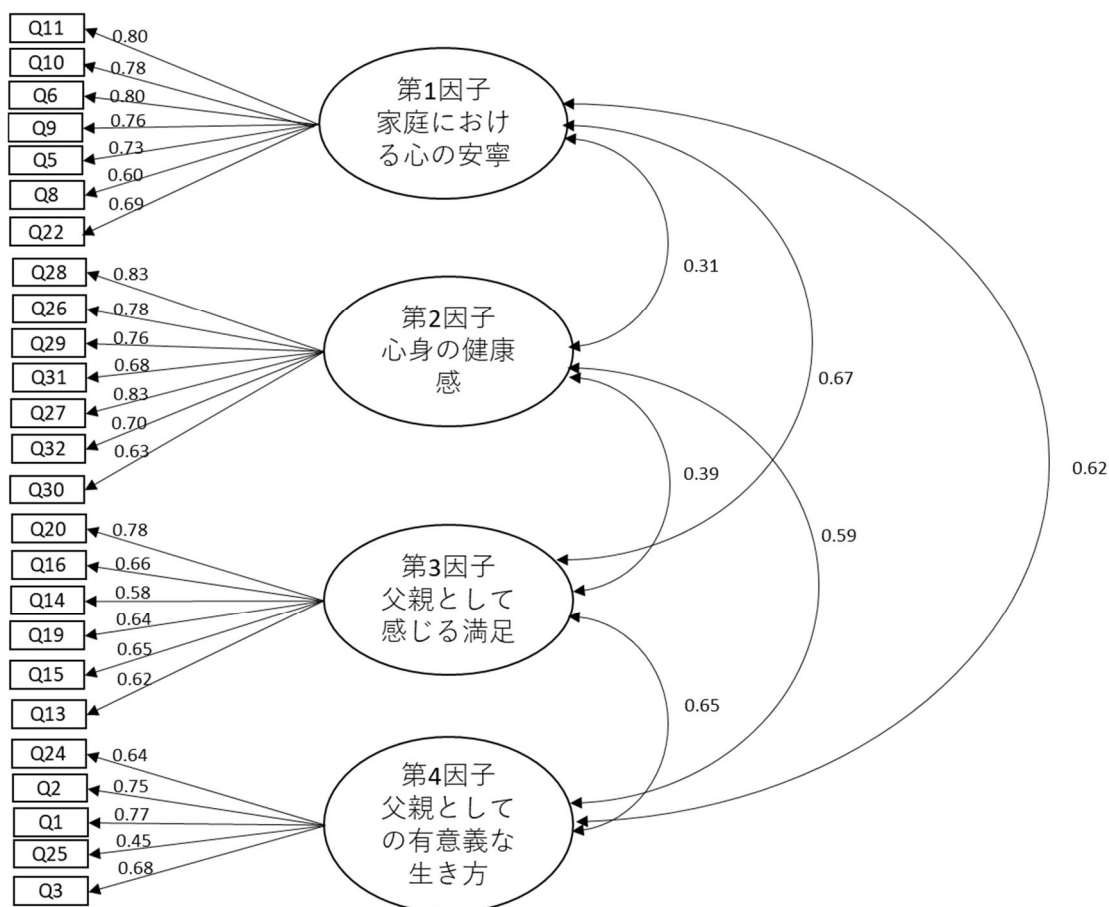 Q11
0.80
Q10
0.78
Q6
0.80
Q9
0.76
Q5
0.73
Q8
0.60
Q22
0.69
第1因子
家庭におけ
る心の安寧
Q28
0.83
Q26
0.78
Q29
0.76
Q31
0.68
Q27
0.83
Q32
0.70
Q30
0.63
第2因子
心身の健康
感
Q20
0.78
Q16
0.66
Q14
0.58
Q19
0.64
Q15
0.65
Q13
0.62
第3因子
父親として
感じる満足
Q24
0.64
Q2
0.75
Q1
0.77
Q25
0.45
Q3
0.68
第4因子
父親として
の有意義な
生き方
0.31
0.67
0.39
0.62
0.59
0.65